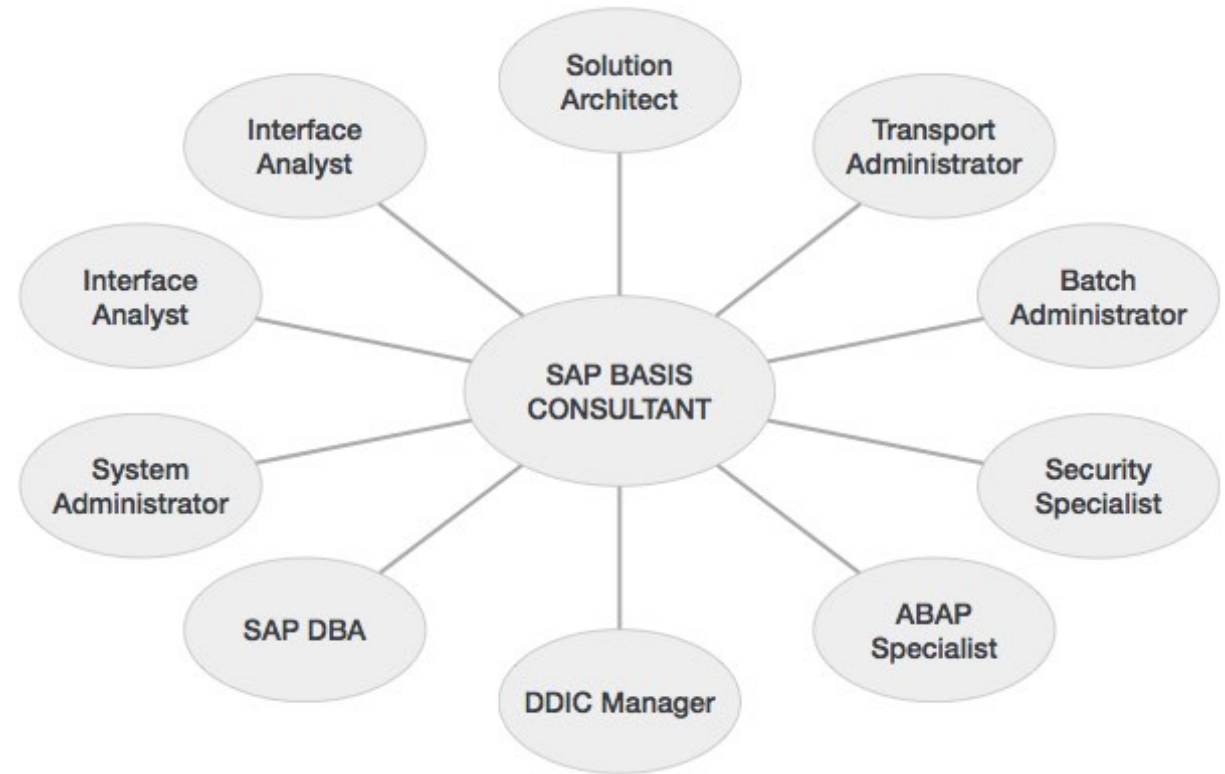 Solution
Architect
Interface
Analyst
Transport
Administrator
Interface
Analyst
Batch
Administrator
SAP BASIS
CONSULTANT
System
Administrator
Security
Specialist
SAP DBA
ABAP
Specialist
DDIC Manager